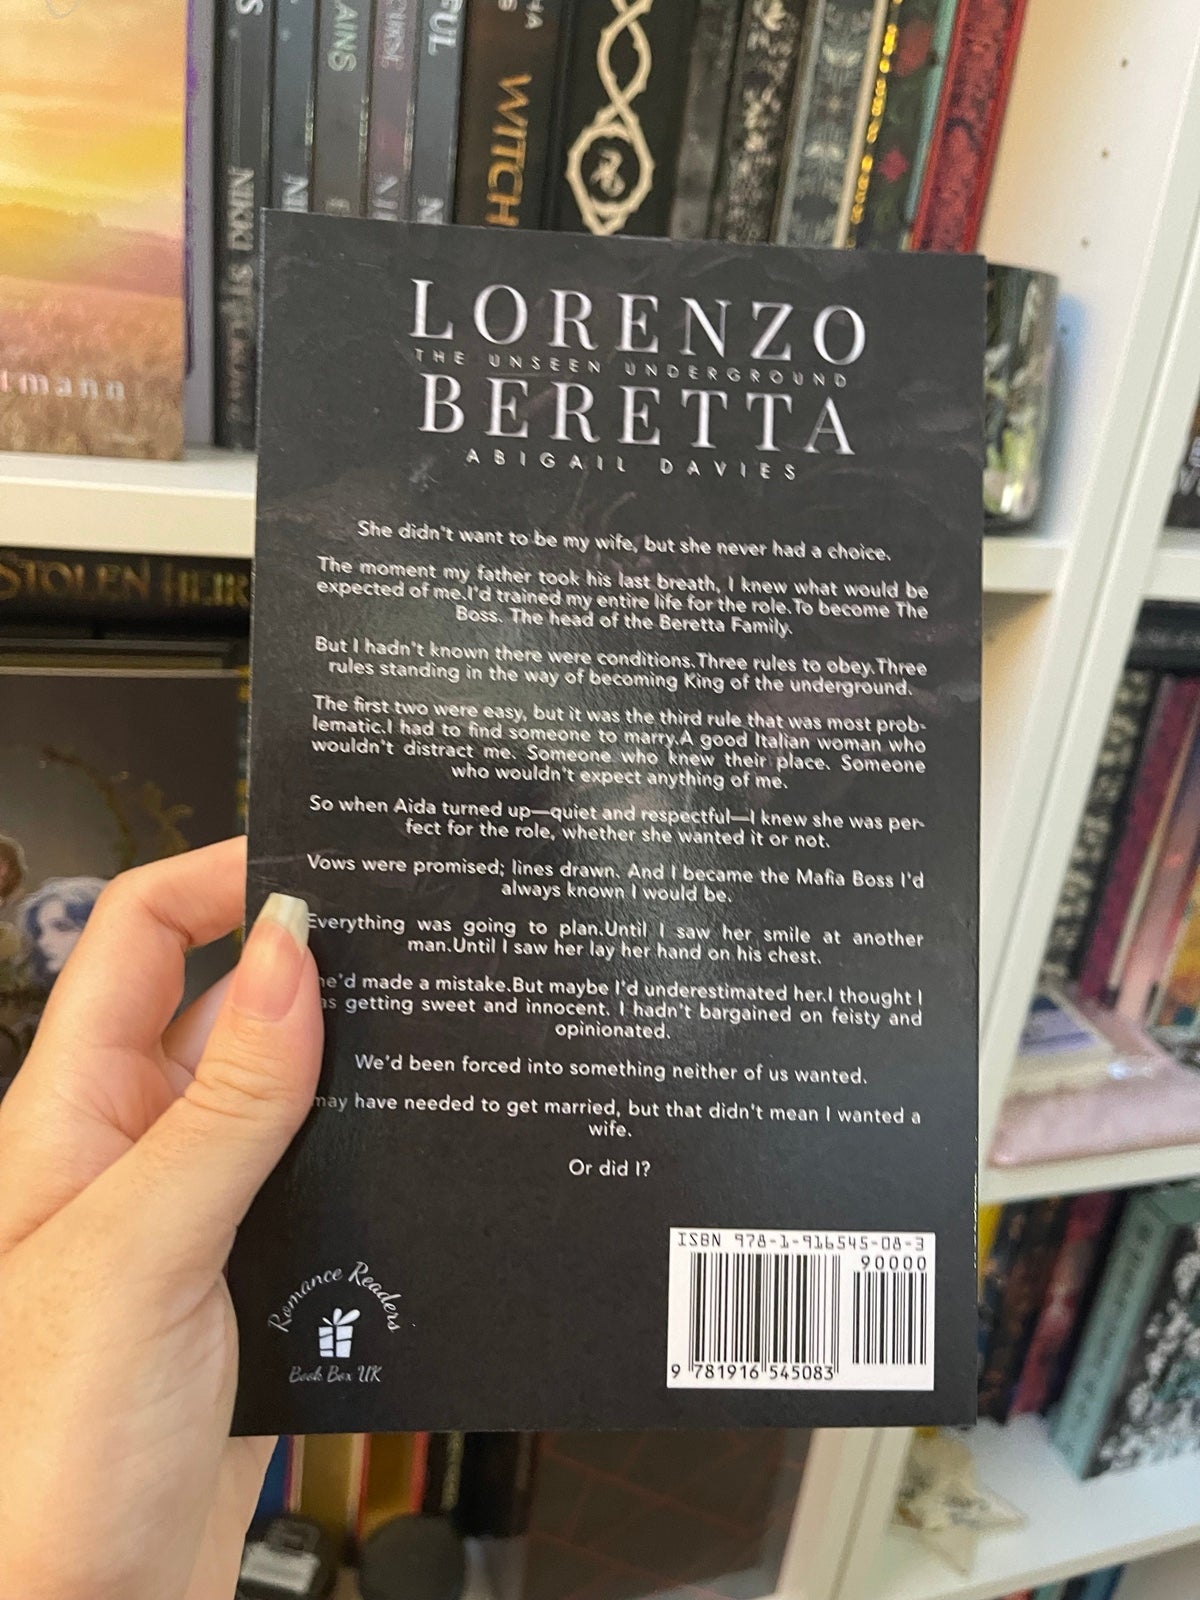 WITCH
NIKKI ST
tmann
STOLEN HEIR
LORENZO
THE UNSEEN UNDERGROUND
BERETTA
ABIGAIL DAVIES
She didn't want to be my wife, but she never had a choice.
The moment my father took his last breath, I knew what would be
expected of me.I'd trained my entire life for the role.To become The
Boss. The head of the Beretta Family.
But I hadn't known there were conditions.Three rules to obey.Three
rules standing in the way of becoming King of the underground.
The first two were easy, but it was the third rule that was most prob-
lematic.I had to find someone to marry.A good Italian woman who
wouldn't distract me. Someone who knew their place. Someone
who wouldn't expect anything of me.
So when Aida turned up—quiet and respectful—I knew she was per-
fect for the role, whether she wanted it or not.
Vows were promised; lines drawn. And I became the Mafia Boss I'd
always known I would be.
Everything was going to plan.Until I saw her smile at another
man.Until I saw her lay her hand on his chest.
he'd made a mistake.But maybe I'd underestimated her.I thought I
as getting sweet and innocent. I hadn't bargained on feisty and
opinionated.
We'd been forced into something neither of us wanted.
may have needed to get married, but that didn't mean I wanted a
wife.
Or did I?
ISBN 978-1-916545-08-3
90000
9 781916 545083
Romance Readers
Book Box UK